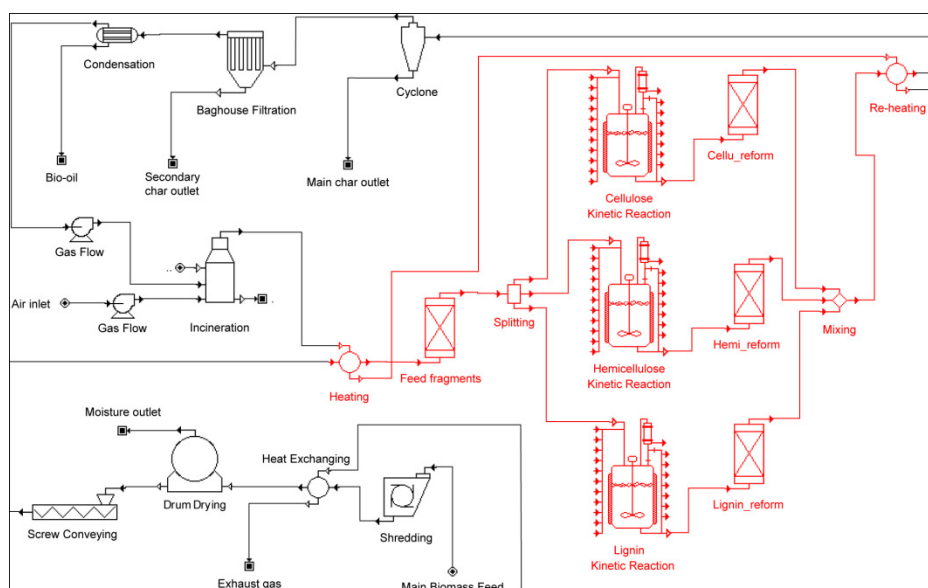 Condensation
Baghouse Filtration
Cyclone
Re-heating
Bio-oil
Secondary
char outlet
Main char outlet
Cellu_reform
Cellulose
Kinetic Reaction
Gas Flow
..
Air inlet
Gas Flow
Incineration
.
Splitting
Feed fragments
Heating
Hemi_reform
Mixing
Hemicellulose
Kinetic Reaction
Moisture outlet
Heat Exchanging
Drum Drying
Screw Conveying
Shredding
Exhaust gas
Main Biomass Feed
Lignin_reform
Lignin
Kinetic Reaction